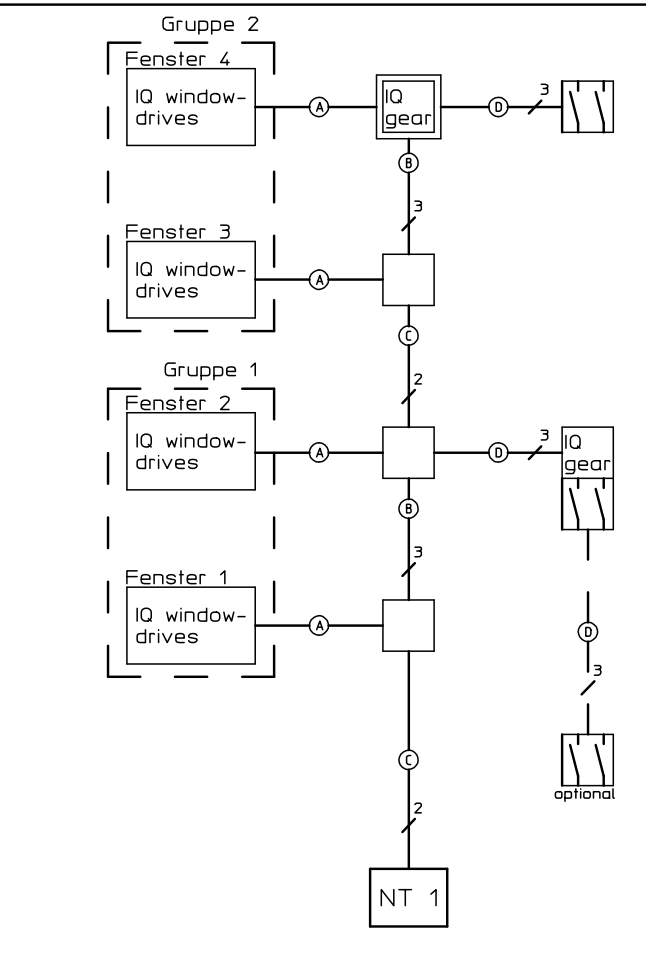 Gruppe 2
Fenster 4
IQ window-
drives
A
IQ
gear
D
3
B
3
Fenster 3
IQ window-
drives
A
C
2
Gruppe 1
Fenster 2
IQ window-
drives
A
D
3
IQ
gear
B
3
Fenster 1
IQ window-
drives
A
D
3
optional
C
2
NT 1